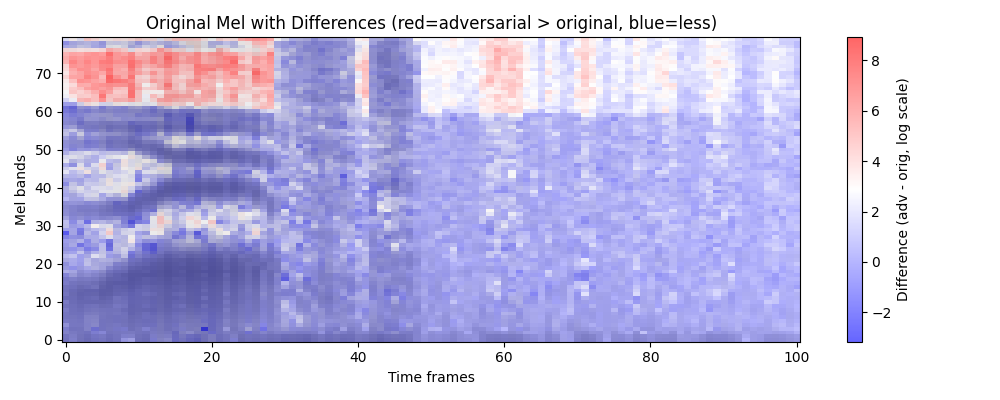 Original Mel with Differences (red=adversarial > original, blue=less)
70
60
50
40
30
20
10
0
Mel bands
0 20 40 60 80 100
Time frames
8
6
4
2
0
−2
Difference (adv - orig, log scale)